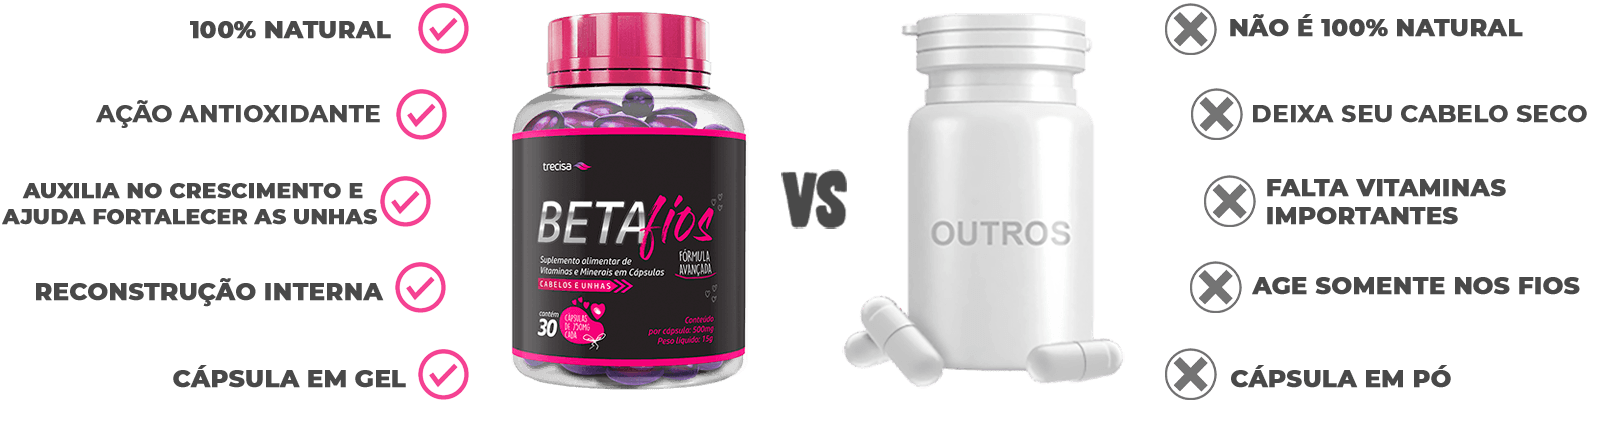 100% NATURAL
AÇÃO ANTIOXIDANTE
AUXILIA NO CRESCIMENTO E
AJUDA FORTALECER AS UNHAS
RECONSTRUÇÃO INTERNA
CÁPSULA EM GEL
trecisa
BETAfios
FÓRMULA
AVANÇADA
Suplemento alimentar de
Vitaminas e Minerais em Cápsulas
CABELOS E UNHAS
contém
30
CÁPSULAS
DE 750MG
CADA
Conteúdo
por cápsula: 500mg
Peso líquido: 15g
VS
OUTROS
NÃO É 100% NATURAL
DEIXA SEU CABELO SECO
FALTA VITAMINAS
IMPORTANTES
AGE SOMENTE NOS FIOS
CÁPSULA EM PÓ